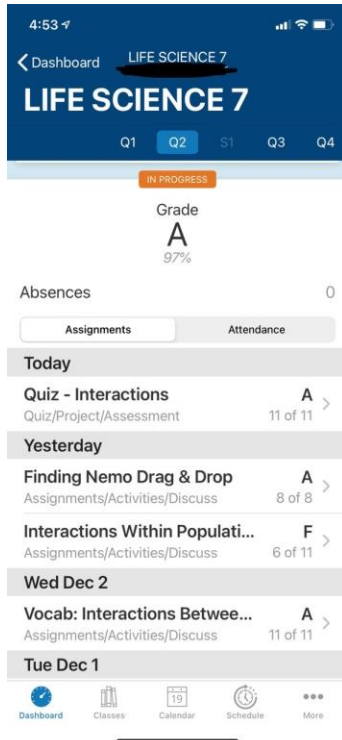 4:53
Dashboard LIFE SCIENCE 7
LIFE SCIENCE 7
Q1 Q2 S1 Q3 Q4
IN PROGRESS
Grade
A
97%
Absences 0
Assignments Attendance
Today
Quiz - Interactions A
Quiz/Project/Assessment 11 of 11
Yesterday
Finding Nemo Drag & Drop A
Assignments/Activities/Discuss 8 of 8
Interactions Within Populati... F
Assignments/Activities/Discuss 6 of 11
Wed Dec 2
Vocab: Interactions Betwee... A
Assignments/Activities/Discuss 11 of 11
Tue Dec 1
19
Dashboard Classes Calendar Schedule More